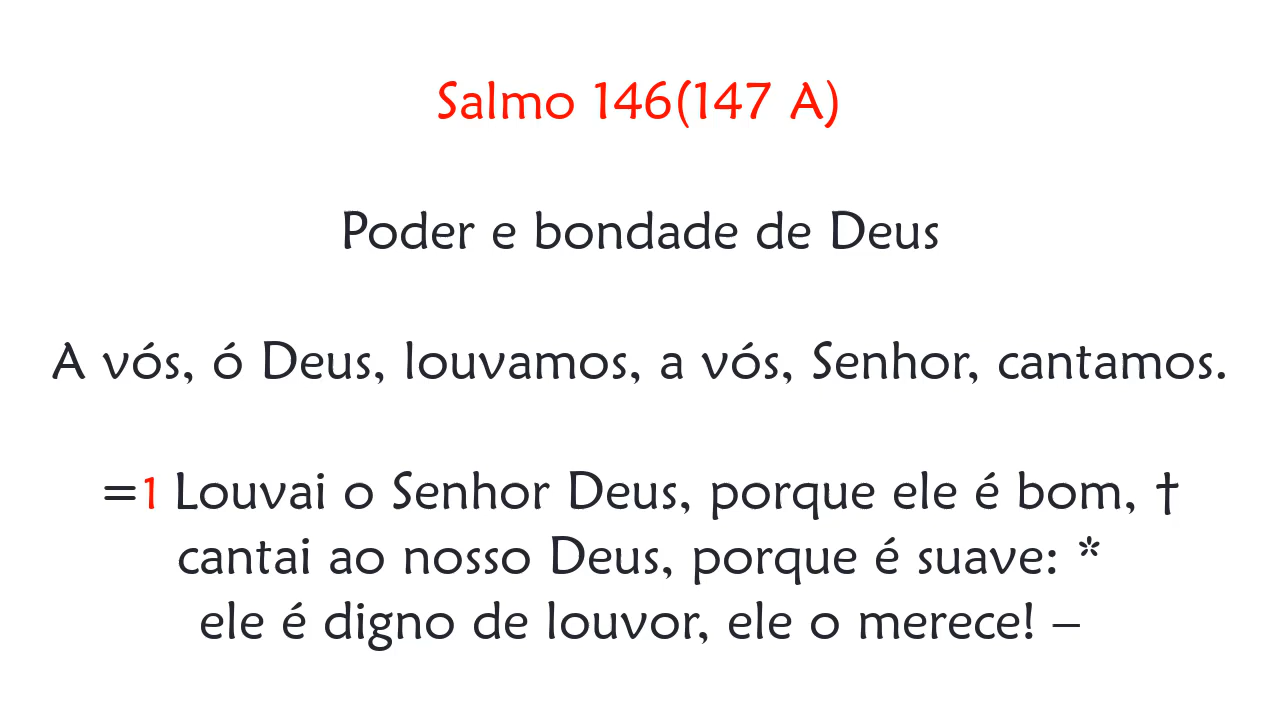 Salmo 146(147 A)
Poder e bondade de Deus
A vós, ó Deus, louvamos, a vós, Senhor, cantamos.
=1 Louvai o Senhor Deus, porque ele é bom, †
cantai ao nosso Deus, porque é suave: *
ele é digno de louvor, ele o merece! –